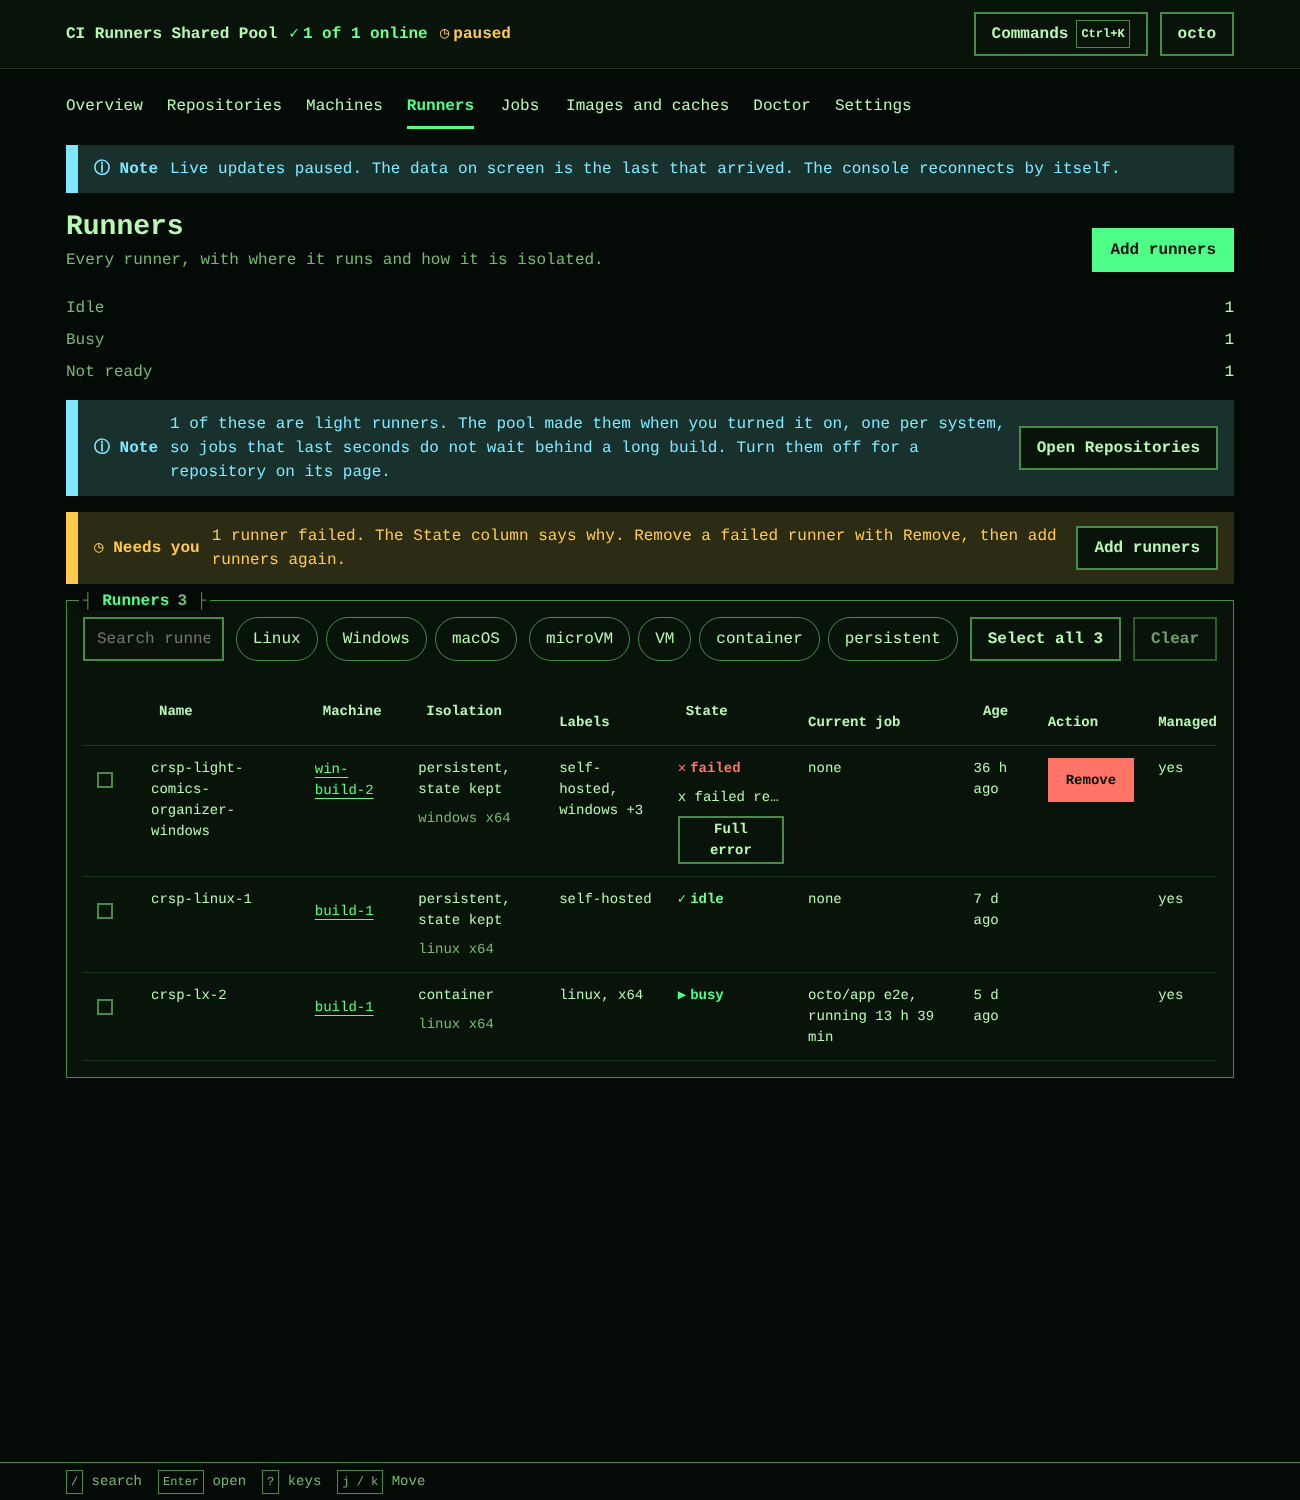 CI Runners Shared Pool ✓ 1 of 1 online ◷ paused
Commands Ctrl+K octo
Overview Repositories Machines Runners Jobs Images and caches Doctor Settings
ⓘ Note Live updates paused. The data on screen is the last that arrived. The console reconnects by itself.
Runners
Every runner, with where it runs and how it is isolated.
Add runners
Idle 1
Busy 1
Not ready 1
ⓘ Note
1 of these are light runners. The pool made them when you turned it on, one per system,
so jobs that last seconds do not wait behind a long build. Turn them off for a
repository on its page.
Open Repositories
◷ Needs you
1 runner failed. The State column says why. Remove a failed runner with Remove, then add
runners again.
Add runners
Runners 3
Search runne Linux Windows macOS microVM VM container persistent Select all 3 Clear
Name Machine Isolation Labels State Current job Age Action Managed
crsp-light-
comics-
organizer-
windows
win-
build-2
persistent,
state kept
windows x64
self-
hosted,
windows +3
× failed
x failed re…
Full
error
none
36 h
ago
Remove
yes
crsp-linux-1
build-1
persistent,
state kept
linux x64
self-hosted
✓ idle
none
7 d
ago
yes
crsp-lx-2
build-1
container
linux x64
linux, x64
▶ busy
octo/app e2e,
running 13 h 39
min
5 d
ago
yes
/ search Enter open ? keys j / k Move